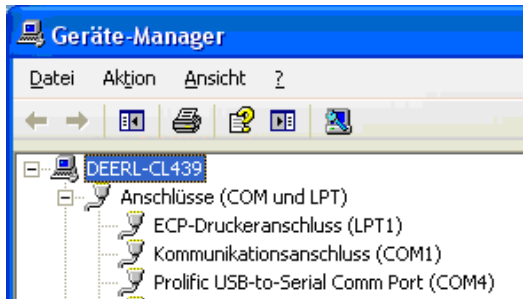 Geräte-Manager
Datei Aktion Ansicht ?
DEERL-CL439
Anschlüsse (COM und LPT)
ECP-Druckeranschluss (LPT1)
Kommunikationsanschluss (COM1)
Prolific USB-to-Serial Comm Port (COM4)